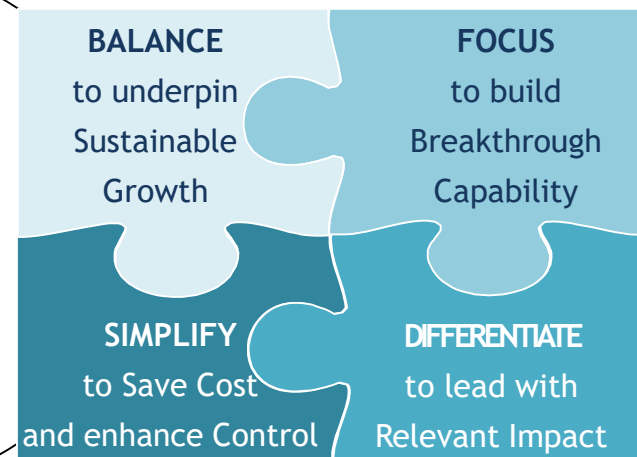 BALANCE
to underpin
Sustainable
Growth
FOCUS
to build
Breakthrough
Capability
SIMPLIFY
to Save Cost
and enhance Control
DIFFERENTIATE
to lead with
Relevant Impact